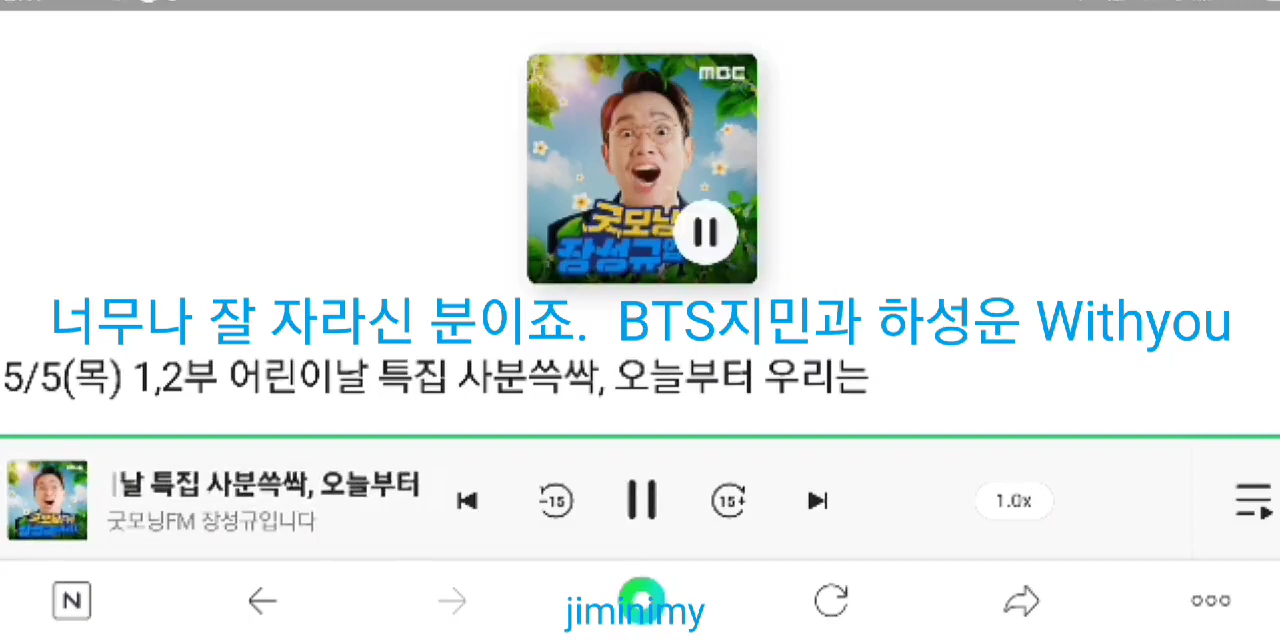 MBC
굿모닝
장성규입
너무나 잘 자라신 분이죠. BTS지민과 하성운 Withyou
5/5(목) 1,2부 어린이날 특집 사분쓱싹, 오늘부터 우리는
날 특집 사분쓱싹, 오늘부터
굿모닝FM 장성규입니다
-15
15+
1.0x
N
jiminimy